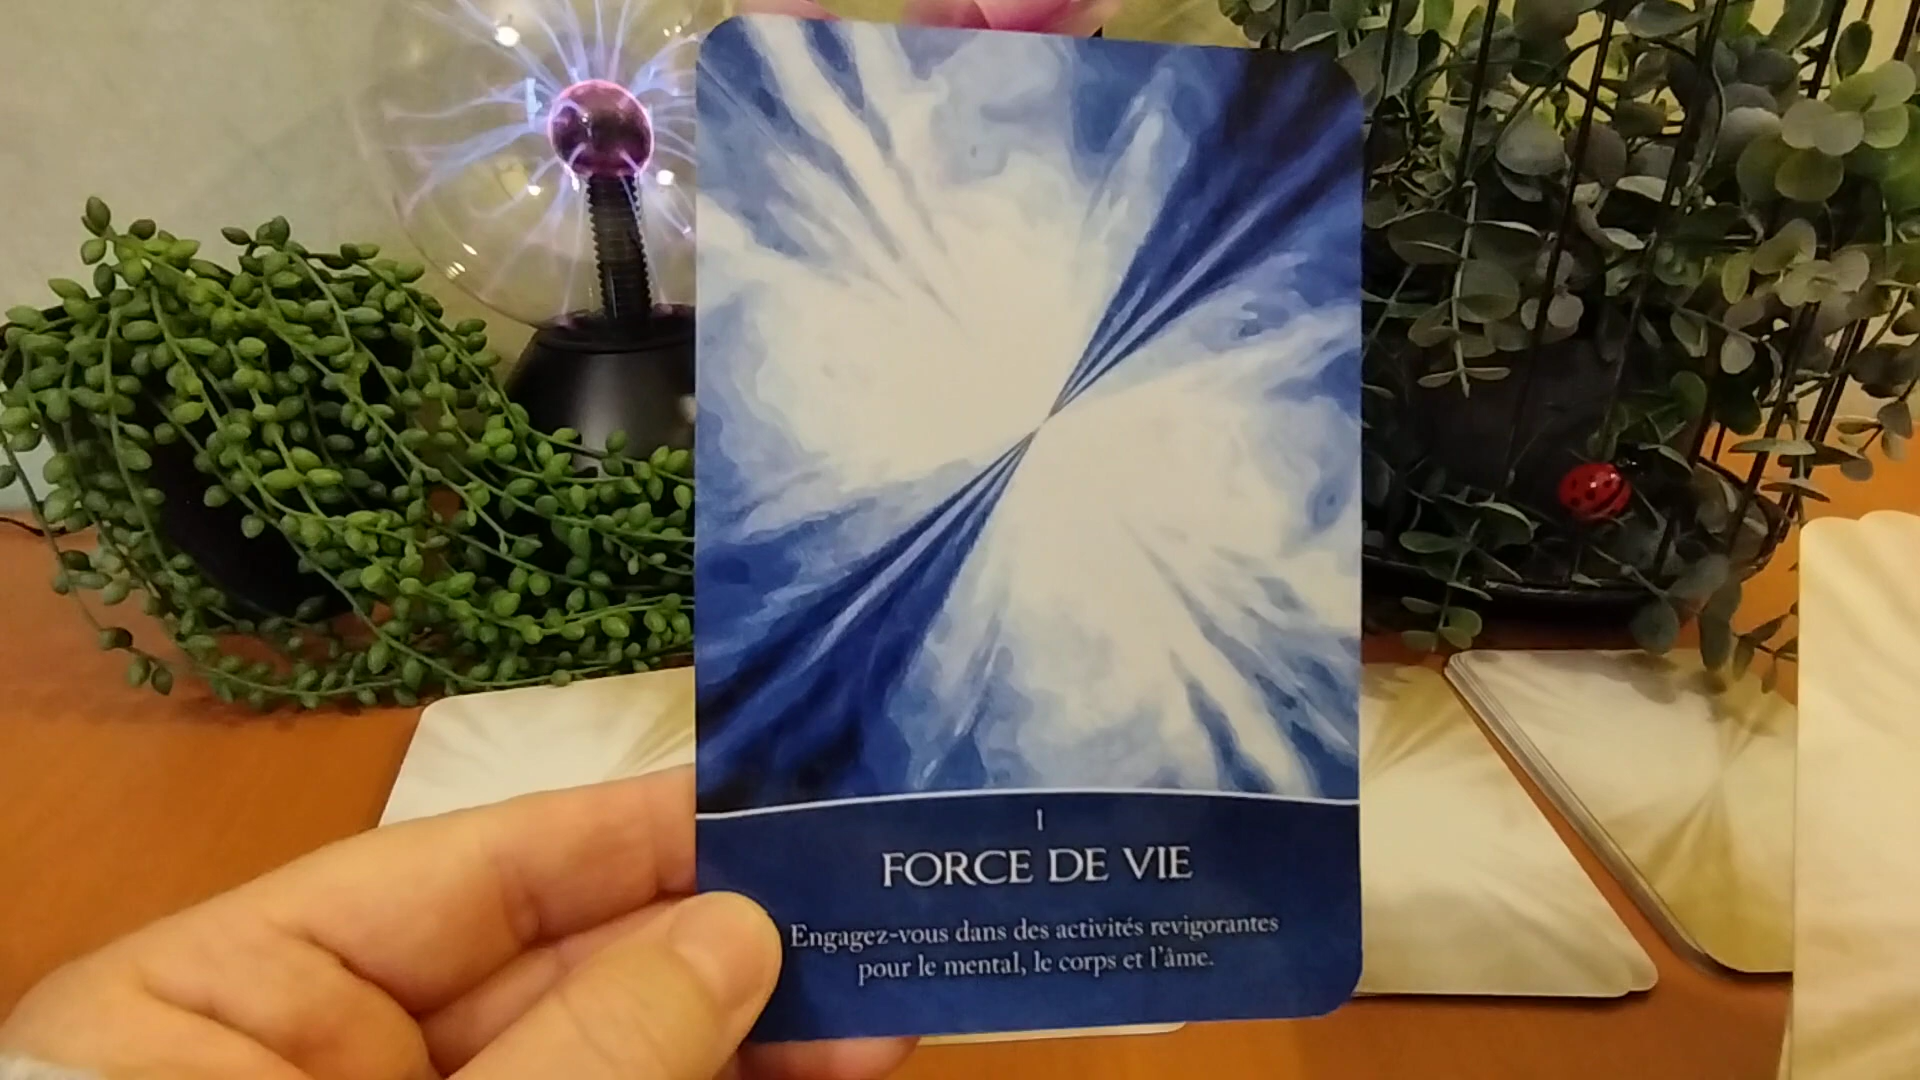 1
FORCE DE VIE
Engagez-vous dans des activités revigorantes
pour le mental, le corps et l'âme.